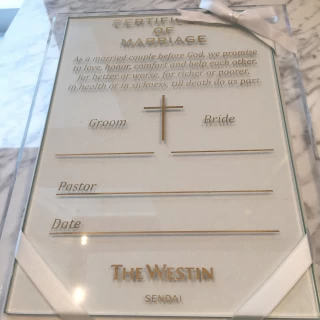 CERTIFIC
OF
MARRIAGE
As a married couple before God, we promise
to love, honor, comfort and help each other,
for better or worse, for richer or poorer,
in health or in sickness, till death do us part.
Groom Bride
Pastor
Date
THE WESTIN
SENDAI